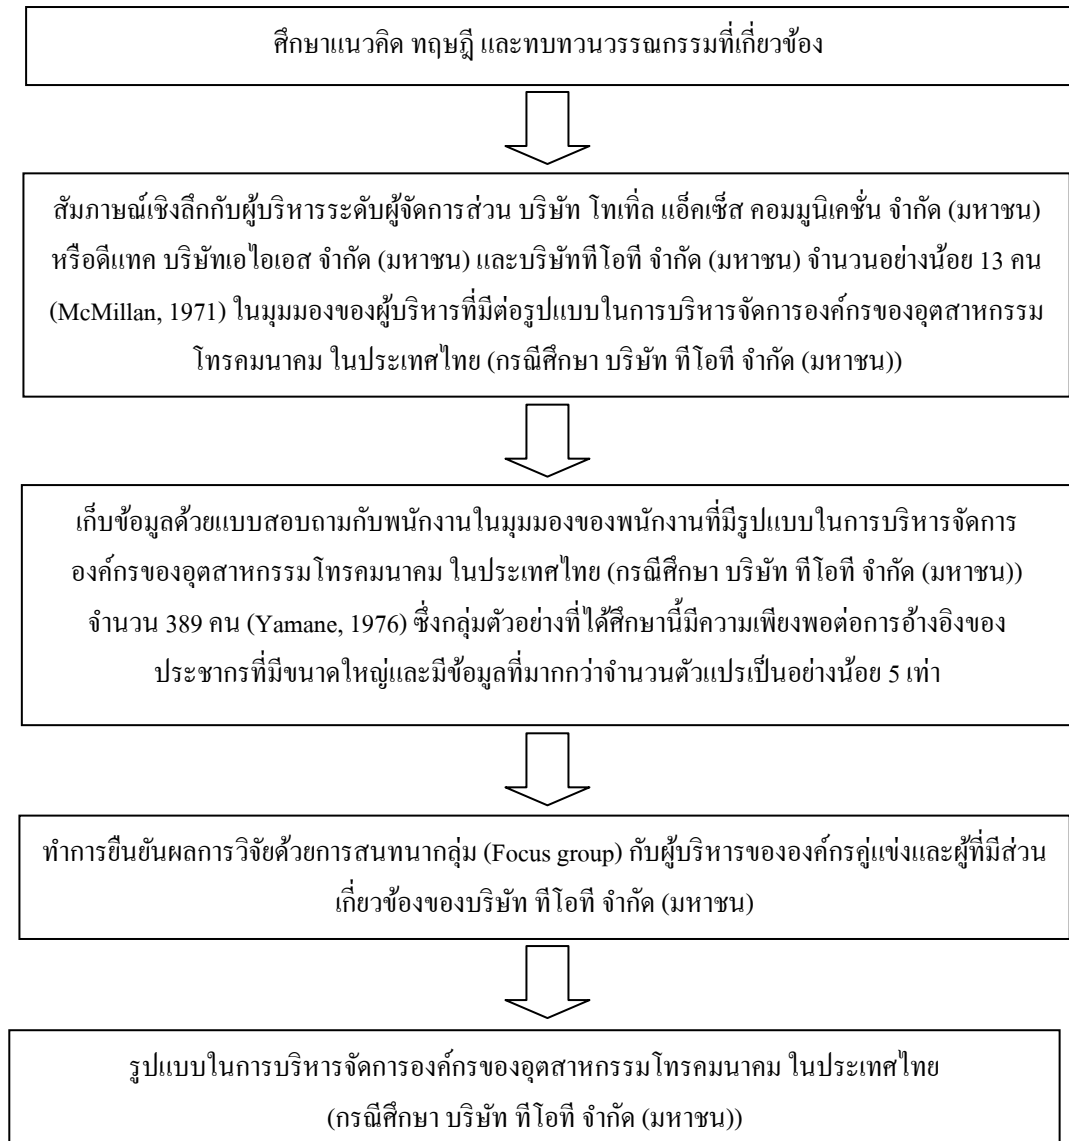 ศึกษาแนวคิด ทฤษฎี และทบทวนวรรณกรรมที่เกี่ยวข้อง
สัมภาษณ์เชิงลึกกับผู้บริหารระดับผู้จัดการส่วน บริษัท โทเทิ่ล แอ็คเซ็ส คอมมูนิเคชั่น จำกัด (มหาชน)
หรือดีแทค บริษัทเอไอเอส จำกัด (มหาชน) และบริษัททีโอที จำกัด (มหาชน) จำนวนอย่างน้อย 13 คน
(McMillan, 1971) ในมุมมองของผู้บริหารที่มีต่อรูปแบบในการบริหารจัดการองค์กรของอุตสาหกรรม
โทรคมนาคม ในประเทศไทย (กรณีศึกษา บริษัท ทีโอที จำกัด (มหาชน))
เก็บข้อมูลด้วยแบบสอบถามกับพนักงานในมุมมองของพนักงานที่มีรูปแบบในการบริหารจัดการ
องค์กรของอุตสาหกรรมโทรคมนาคม ในประเทศไทย (กรณีศึกษา บริษัท ทีโอที จำกัด (มหาชน))
จำนวน 389 คน (Yamane, 1976) ซึ่งกลุ่มตัวอย่างที่ได้ศึกษานี้มีความเพียงพอต่อการอ้างอิงของ
ประชากรที่มีขนาดใหญ่และมีข้อมูลที่มากกว่าจำนวนตัวแปรเป็นอย่างน้อย 5 เท่า
ทำการยืนยันผลการวิจัยด้วยการสนทนากลุ่ม (Focus group) กับผู้บริหารขององค์กรคู่แข่งและผู้ที่มีส่วน
เกี่ยวข้องของบริษัท ทีโอที จำกัด (มหาชน)
รูปแบบในการบริหารจัดการองค์กรของอุตสาหกรรมโทรคมนาคม ในประเทศไทย
(กรณีศึกษา บริษัท ทีโอที จำกัด (มหาชน))